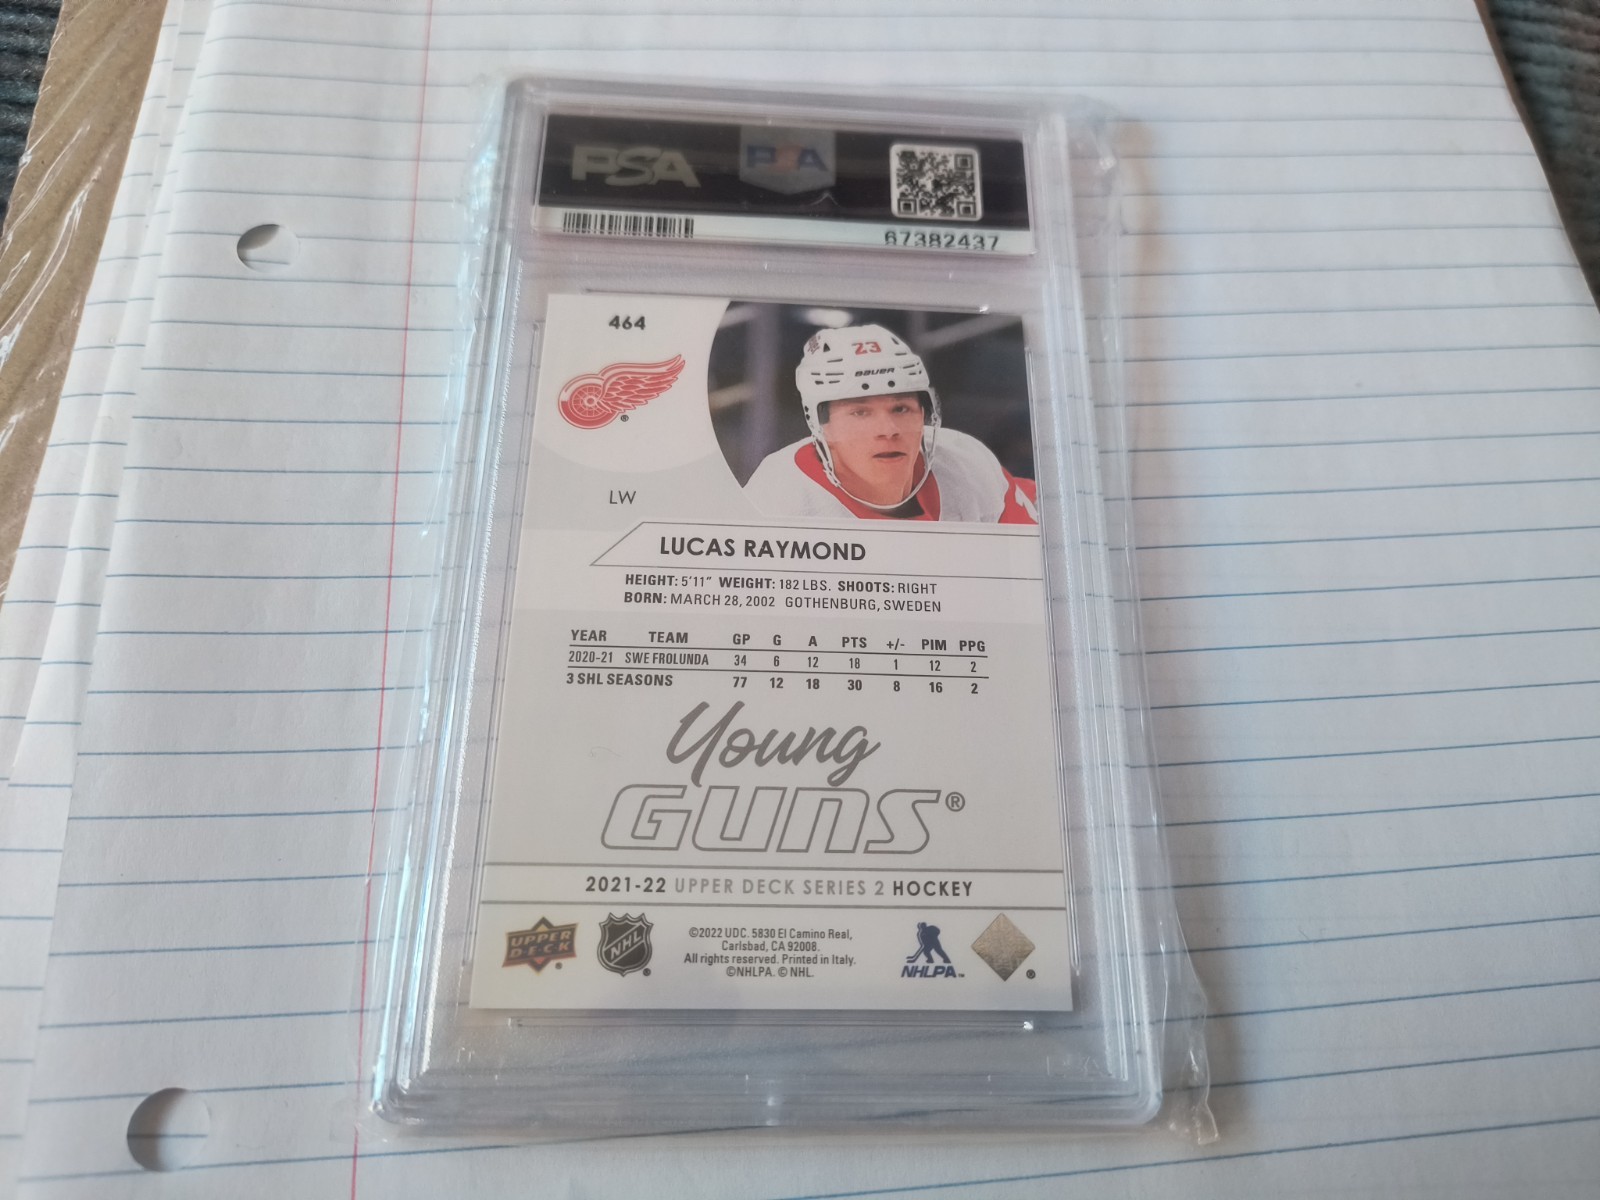 PSA PSA
67382437
464
23
BAUER
®
LW
LUCAS RAYMOND
HEIGHT: 5'11" WEIGHT: 182 LBS. SHOOTS: RIGHT
BORN: MARCH 28, 2002 GOTHENBURG, SWEDEN
YEAR TEAM GP G A PTS +/- PIM PPG
2020-21 SWE FROLUNDA 34 6 12 18 1 12 2
3 SHL SEASONS 77 12 18 30 8 16 2
Young
GUNS®
2021-22 UPPER DECK SERIES 2 HOCKEY
UPPER
DECK
®
NHL
®
©2022 UDC. 5830 El Camino Real,
Carlsbad, CA 92008.
All rights reserved. Printed in Italy.
©NHLPA. © NHL.
NHLPA™
®